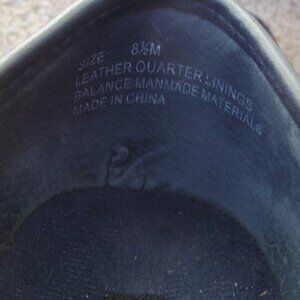 SIZE 8½M
LEATHER QUARTER LININGS
BALANCE MANMADE MATERIALS
MADE IN CHINA